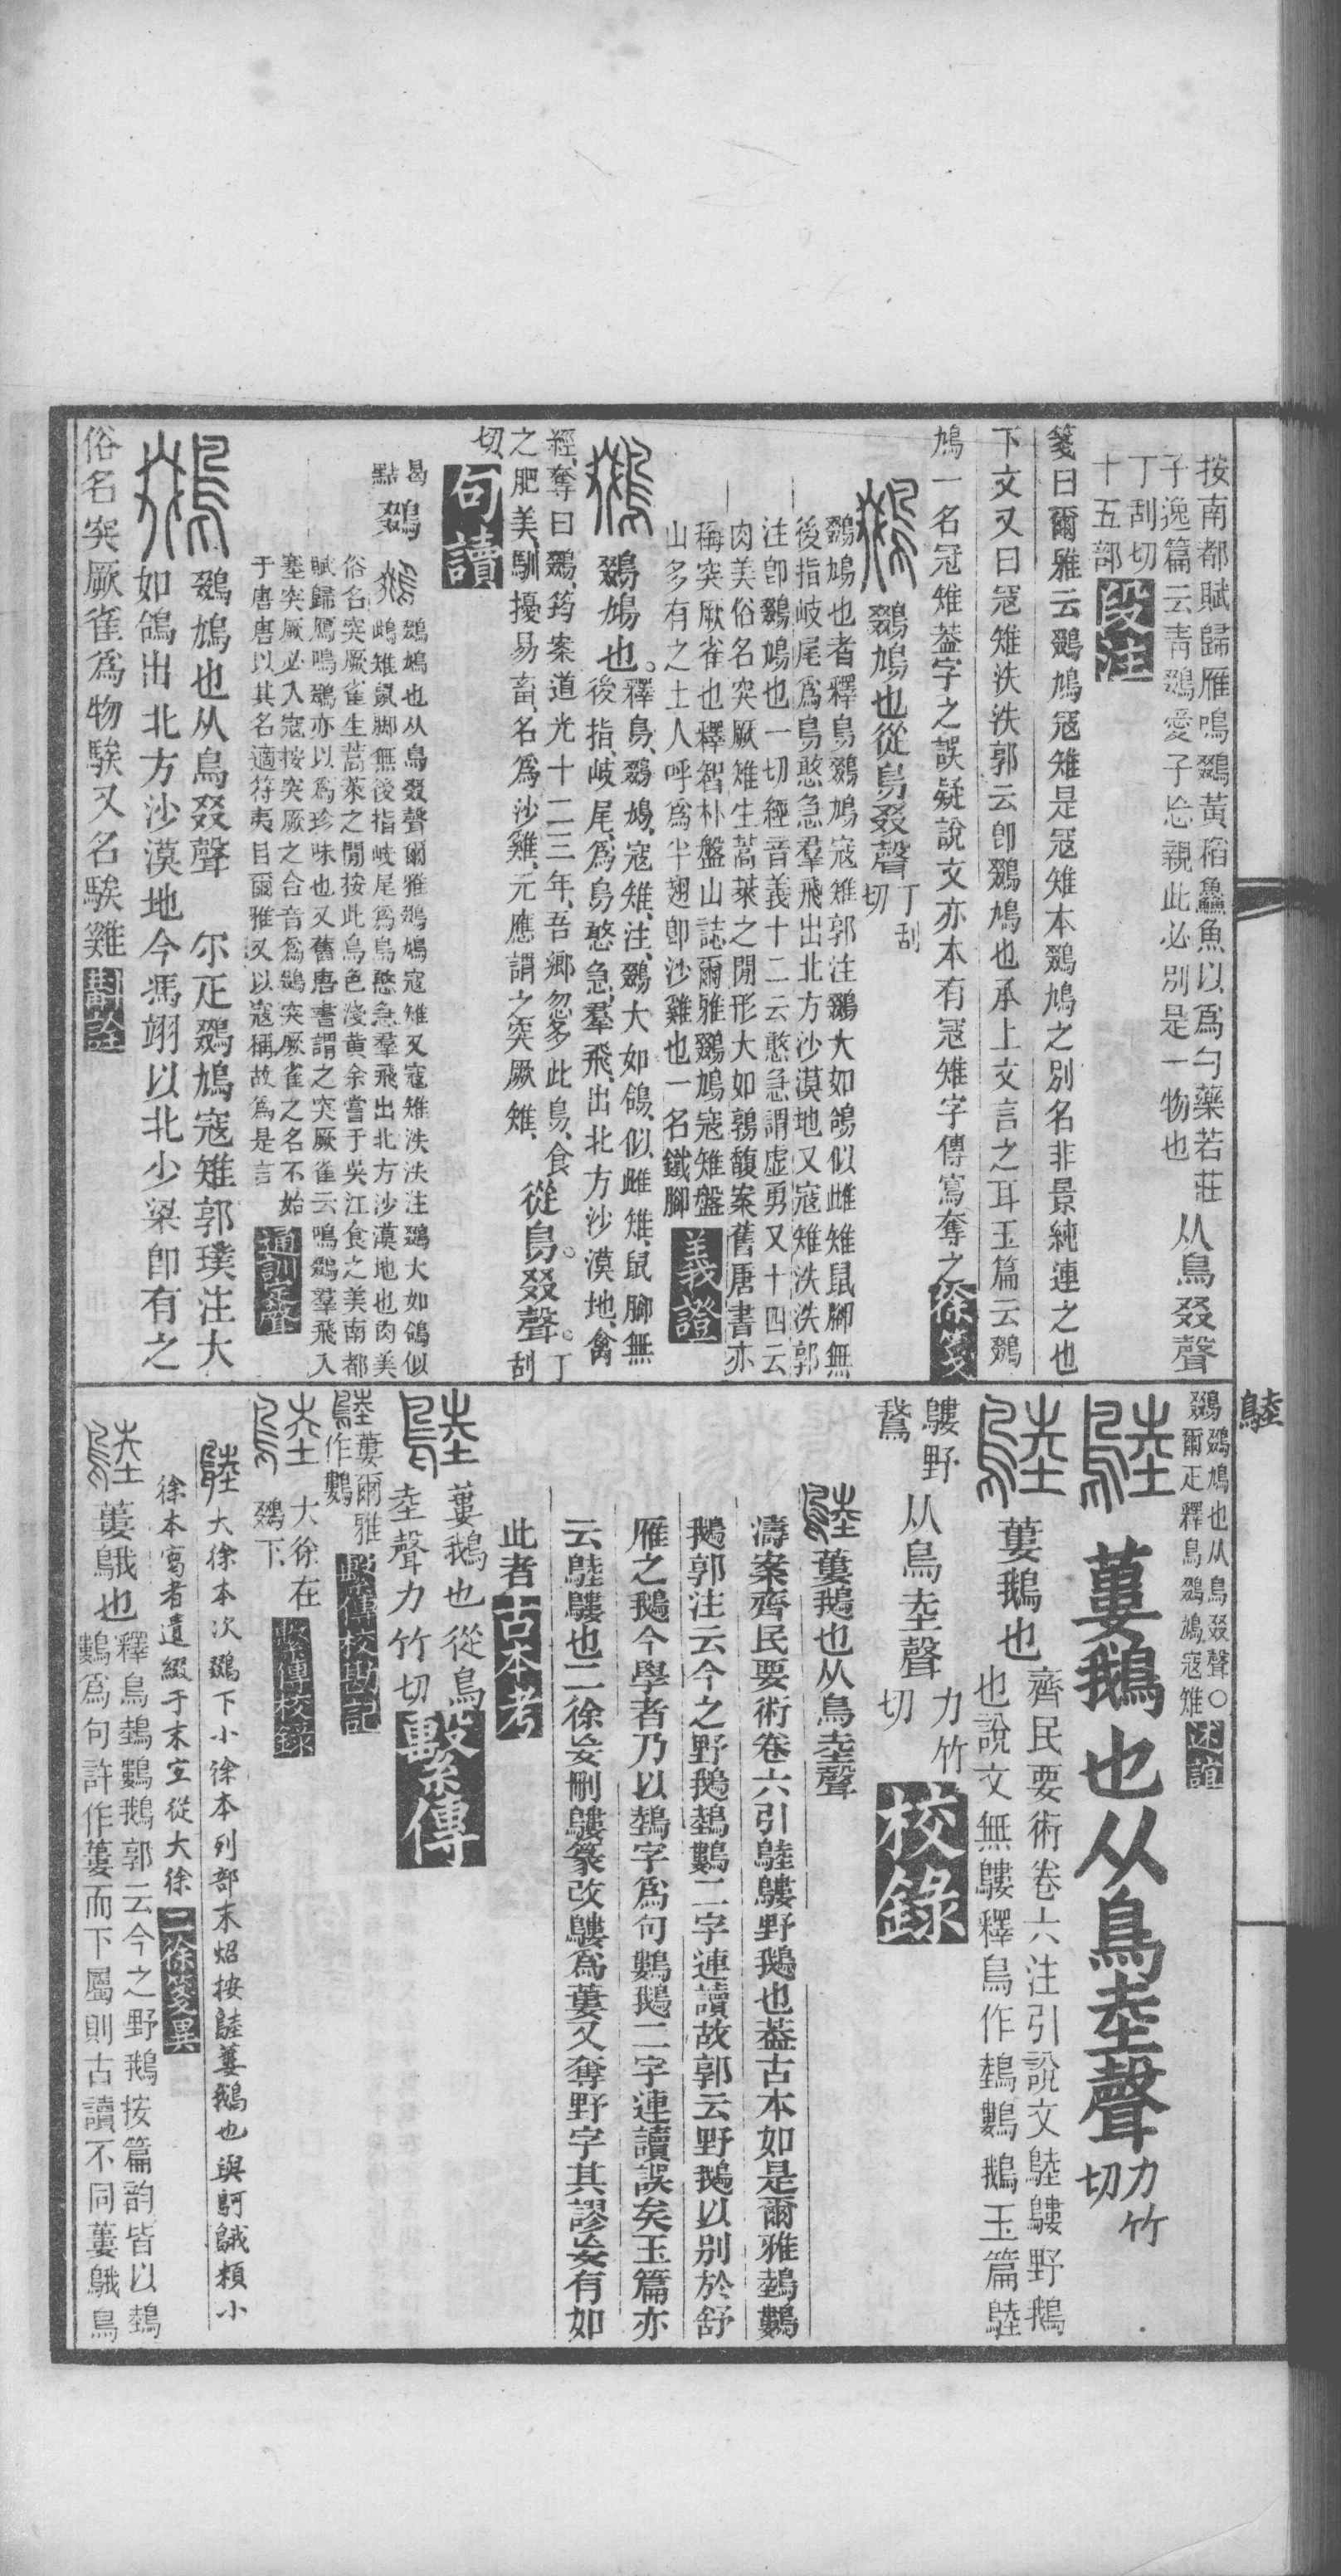 按南都賦歸雁鳴鵽黃稻鱻魚以爲勺藥若莊
子逸篇云靑鵽愛子忘親此必別是一物也
从鳥叕聲
丁刮切
十五部
段注
箋曰爾雅云鵽鳩寇雉是寇雉本鵽鳩之別名非景純連之也
下文又曰寇雉泆泆郭云卽鵽鳩也承上文言之耳玉篇云鵽
鳩一名冠雉葢字之誤疑說文亦本有寇雉字傳寫奪之
徐箋
鵽鳩也從鳥叕聲
丁刮
切
鵽鳩也者釋鳥鵽鳩寇雉郭注鵽大如鴿似雌雉鼠腳無
後指岐尾爲鳥憨急羣飛出北方沙漠地又寇雉泆泆郭
注卽鵽鳩也一切經音義十二云憨急謂虛勇又十四云
肉美俗名突厥雉生蒿萊之閒形大如鶉馥案舊唐書亦
稱突厥雀也釋智朴盤山誌爾雅鵽鳩寇雉盤
山多有之土人呼爲半翅卽沙雞也一名鐵腳
義證
鵽鳩也。
釋鳥、鵽鳩、寇雉、注、鵽大如鴿、似雌雉、鼠腳無
後指、岐尾、爲鳥憨急、羣飛、出北方沙漠地、禽
經、奪曰鵽、筠案道光十二三年、吾鄉忽多此鳥、食
之肥美、馴擾易畜、名爲沙雞、元應謂之突厥雉、
從鳥。叕聲。
丁刮
切
句讀
曷
點
鵽
鵽鳩也从鳥叕聲爾雅鵽鳩寇雉又寇雉泆泆注鵽大如鴿似
雌雉鼠脚無後指岐尾爲鳥憨急羣飛出北方沙漠地也肉美
俗名突厥雀生蒿萊之閒按此鳥色淺黃余嘗于吳江食之美南都
賦歸鴈鳴鵽亦以爲珍味也又舊唐書謂之突厥雀云鳴鵽羣飛入
塞突厥必入寇按突厥之合音爲鵽突厥雀之名不始
于唐唐以其名適符夷目爾雅又以寇稱故爲是言
通訓定聲
鵽鳩也从鳥叕聲 尔疋鵽鳩寇雉郭璞注大
如鴿出北方沙漠地今馮翊以北少梁卽有之
俗名突厥雀爲物騃又名騃雞
斠詮
鵽鵽鳩也从鳥叕聲○
爾疋釋鳥鵽鳩寇雉
述誼
鵱
蔞鵝也从鳥坴聲
力竹
切
蔞鵝也
齊民要術卷六注引說文鵱鷜野鵝
也說文無鷜釋鳥作鵱鷜鵝玉篇鵱
鷜野
鵞
从鳥坴聲
力竹
切
校錄
鵱蔞鵝也从鳥坴聲
濤案齊民要術卷六引鵱鷜野鵝也葢古本如是爾雅鵱鷜
鵝郭注云今之野鵝鵱鷜二字連讀故郭云野鵝以别於舒
雁之鵝今學者乃以鵱字爲句鷜鵝二字連讀誤矣玉篇亦
云鵱鷜也二徐妄刪鷜篆改鷜爲蔞又奪野字其謬妄有如
此者
古本考
蔞鵝也從鳥
坴聲力竹切
繫傳
鵱蔞爾雅
作鷜
繫傳校勘記
大徐在
鵽下
繫傳校錄
鵱大徐本次鵽下小徐本列部末炤按鵱蔞鵝也與鴚䳘類小
徐本寫者遺綴于末宐從大徐
二徐箋異
蔞䳘也
釋鳥鵱鷜鵝郭云今之野鵝按篇韵皆以鵱
鷜爲句許作蔞而下屬則古讀不同蔞䳘鳥